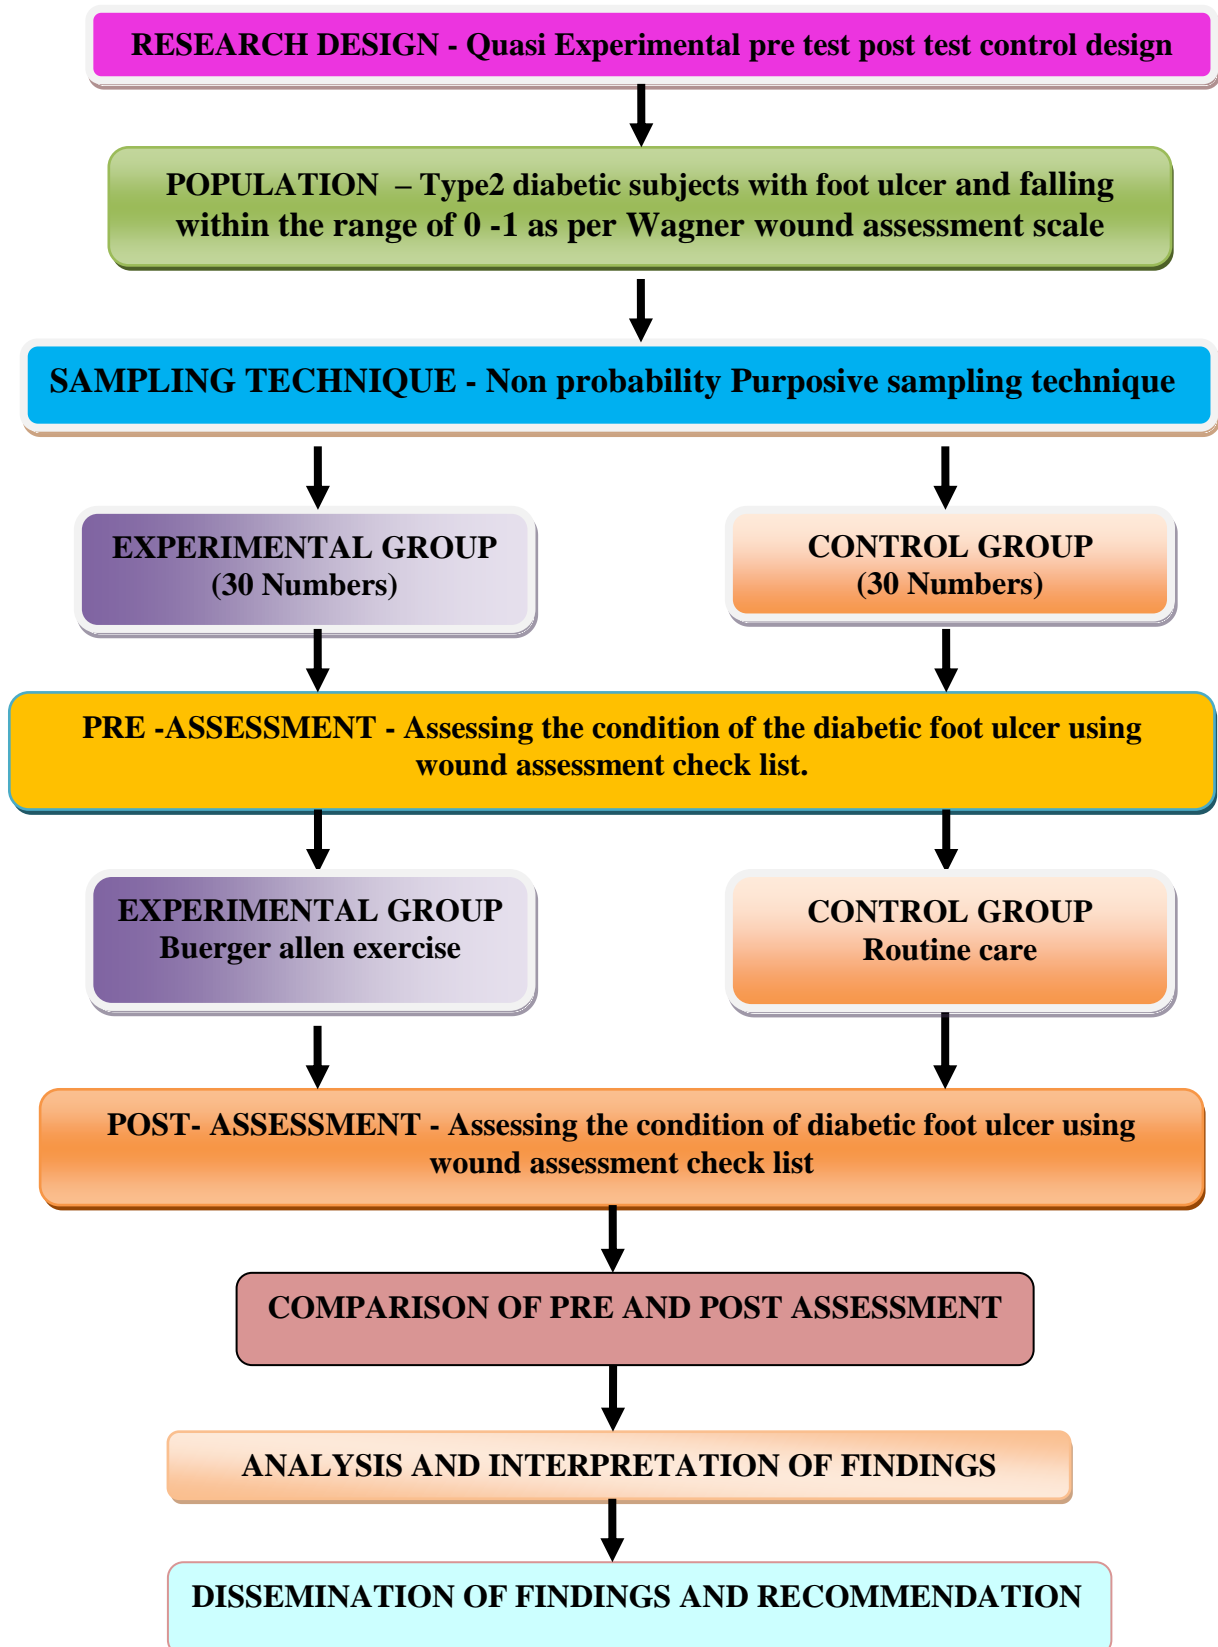 RESEARCH DESIGN - Quasi Experimental pre test post test control design
POPULATION – Type2 diabetic subjects with foot ulcer and falling
within the range of 0 -1 as per Wagner wound assessment scale
SAMPLING TECHNIQUE - Non probability Purposive sampling technique
EXPERIMENTAL GROUP
(30 Numbers)
CONTROL GROUP
(30 Numbers)
PRE -ASSESSMENT - Assessing the condition of the diabetic foot ulcer using
wound assessment check list.
EXPERIMENTAL GROUP
Buerger allen exercise
CONTROL GROUP
Routine care
POST- ASSESSMENT - Assessing the condition of diabetic foot ulcer using
wound assessment check list
COMPARISON OF PRE AND POST ASSESSMENT
ANALYSIS AND INTERPRETATION OF FINDINGS
DISSEMINATION OF FINDINGS AND RECOMMENDATION